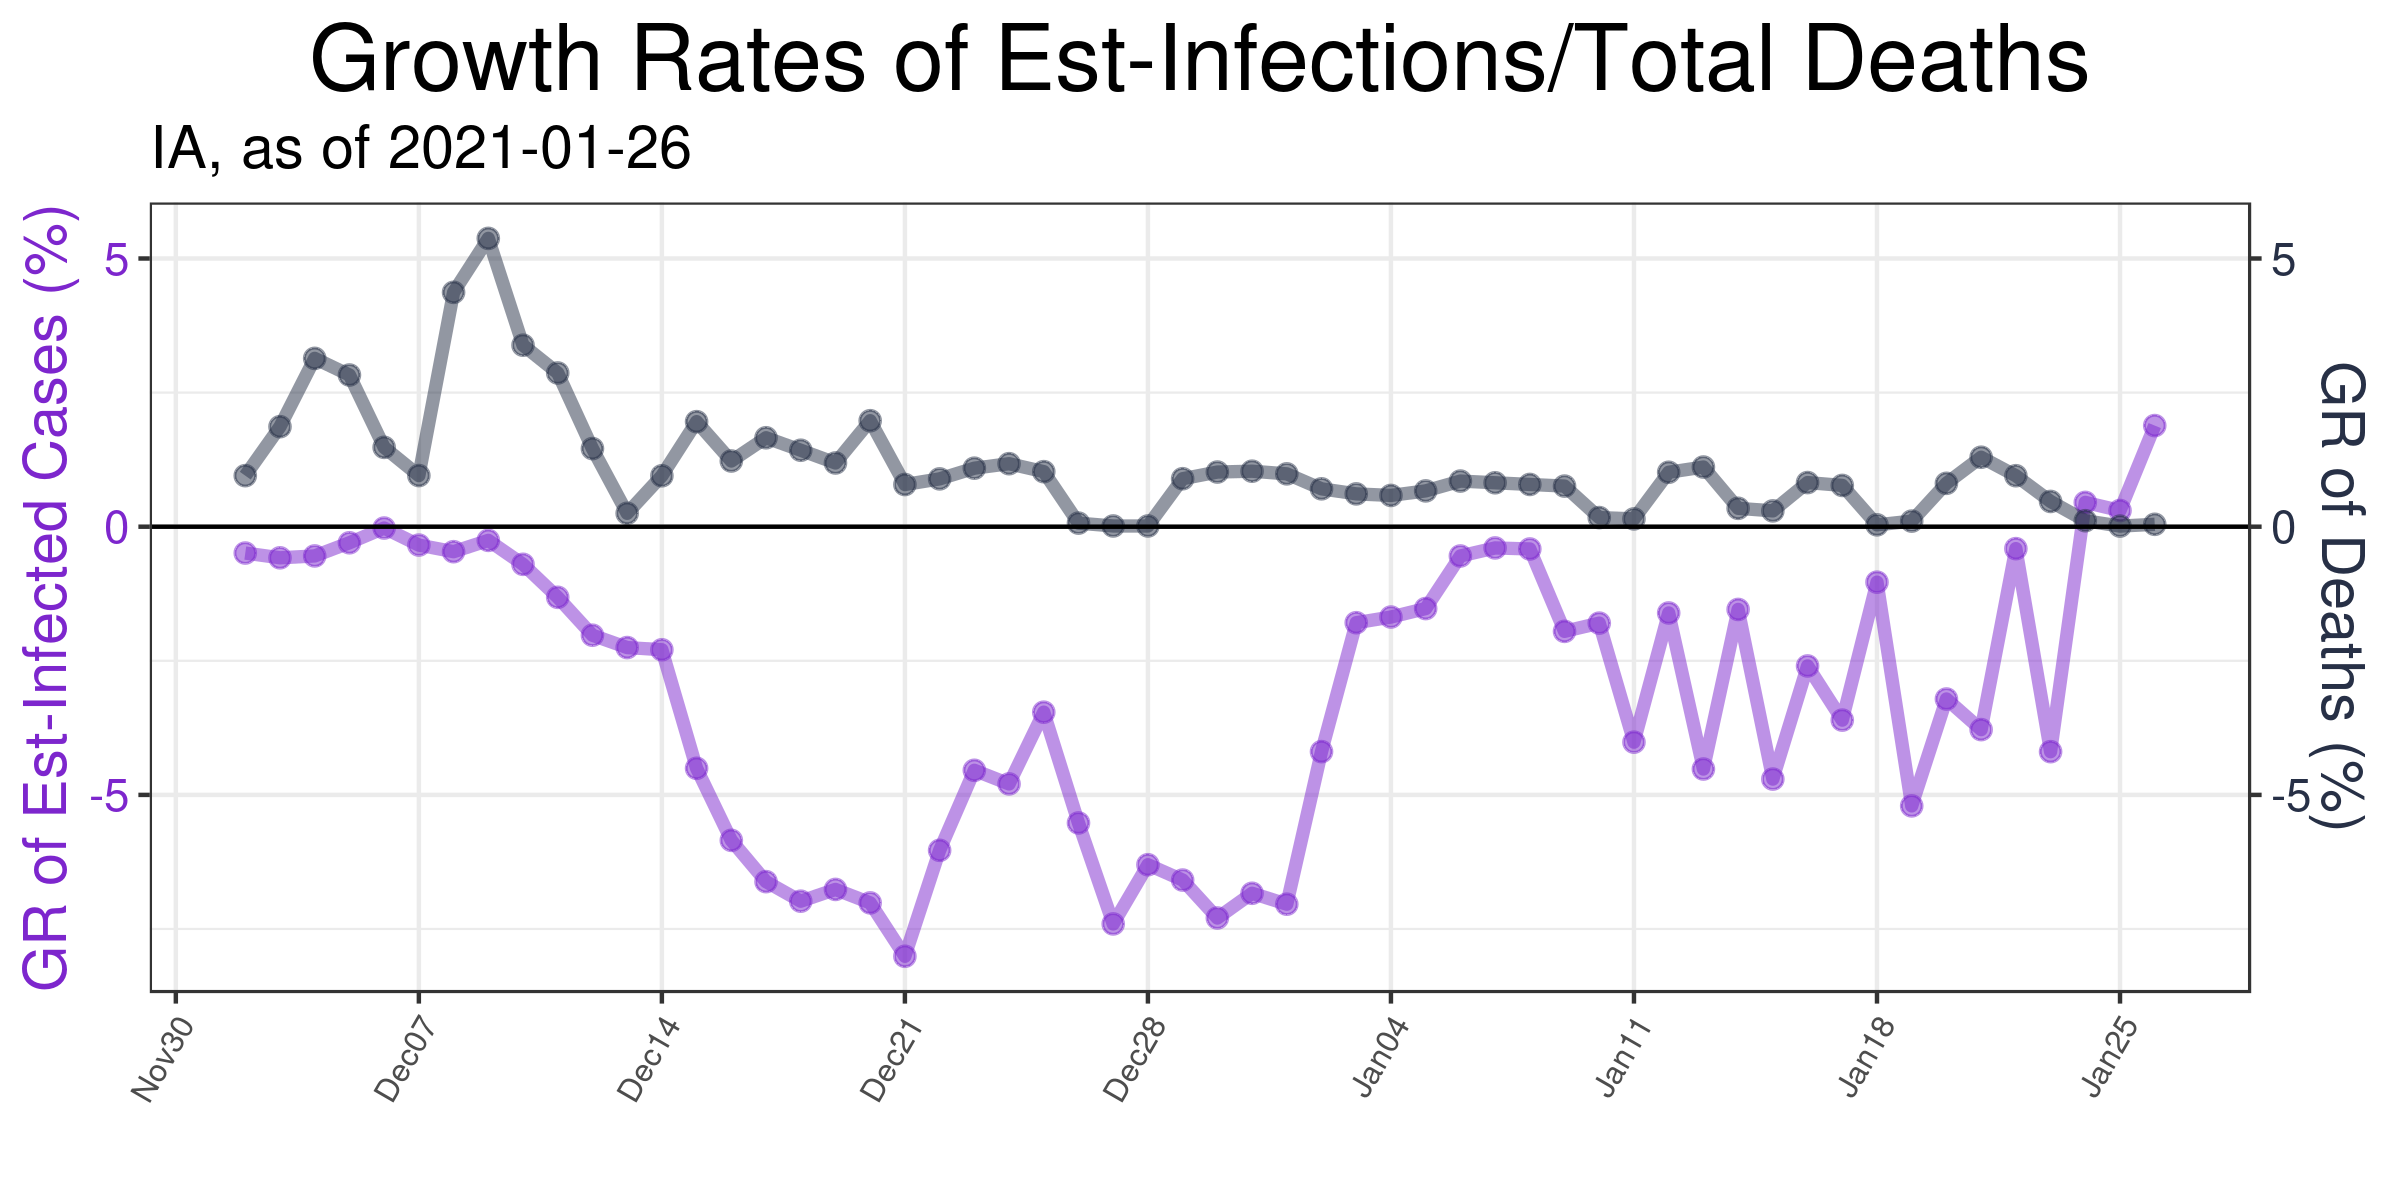 Growth Rates of Est-Infections/Total Deaths
IA, as of 2021-01-26
GR of Est-Infected Cases (%)
5
0
-5
5
0
-5
GR of Deaths (%)
Nov30
Dec07
Dec14
Dec21
Dec28
Jan04
Jan11
Jan18
Jan25